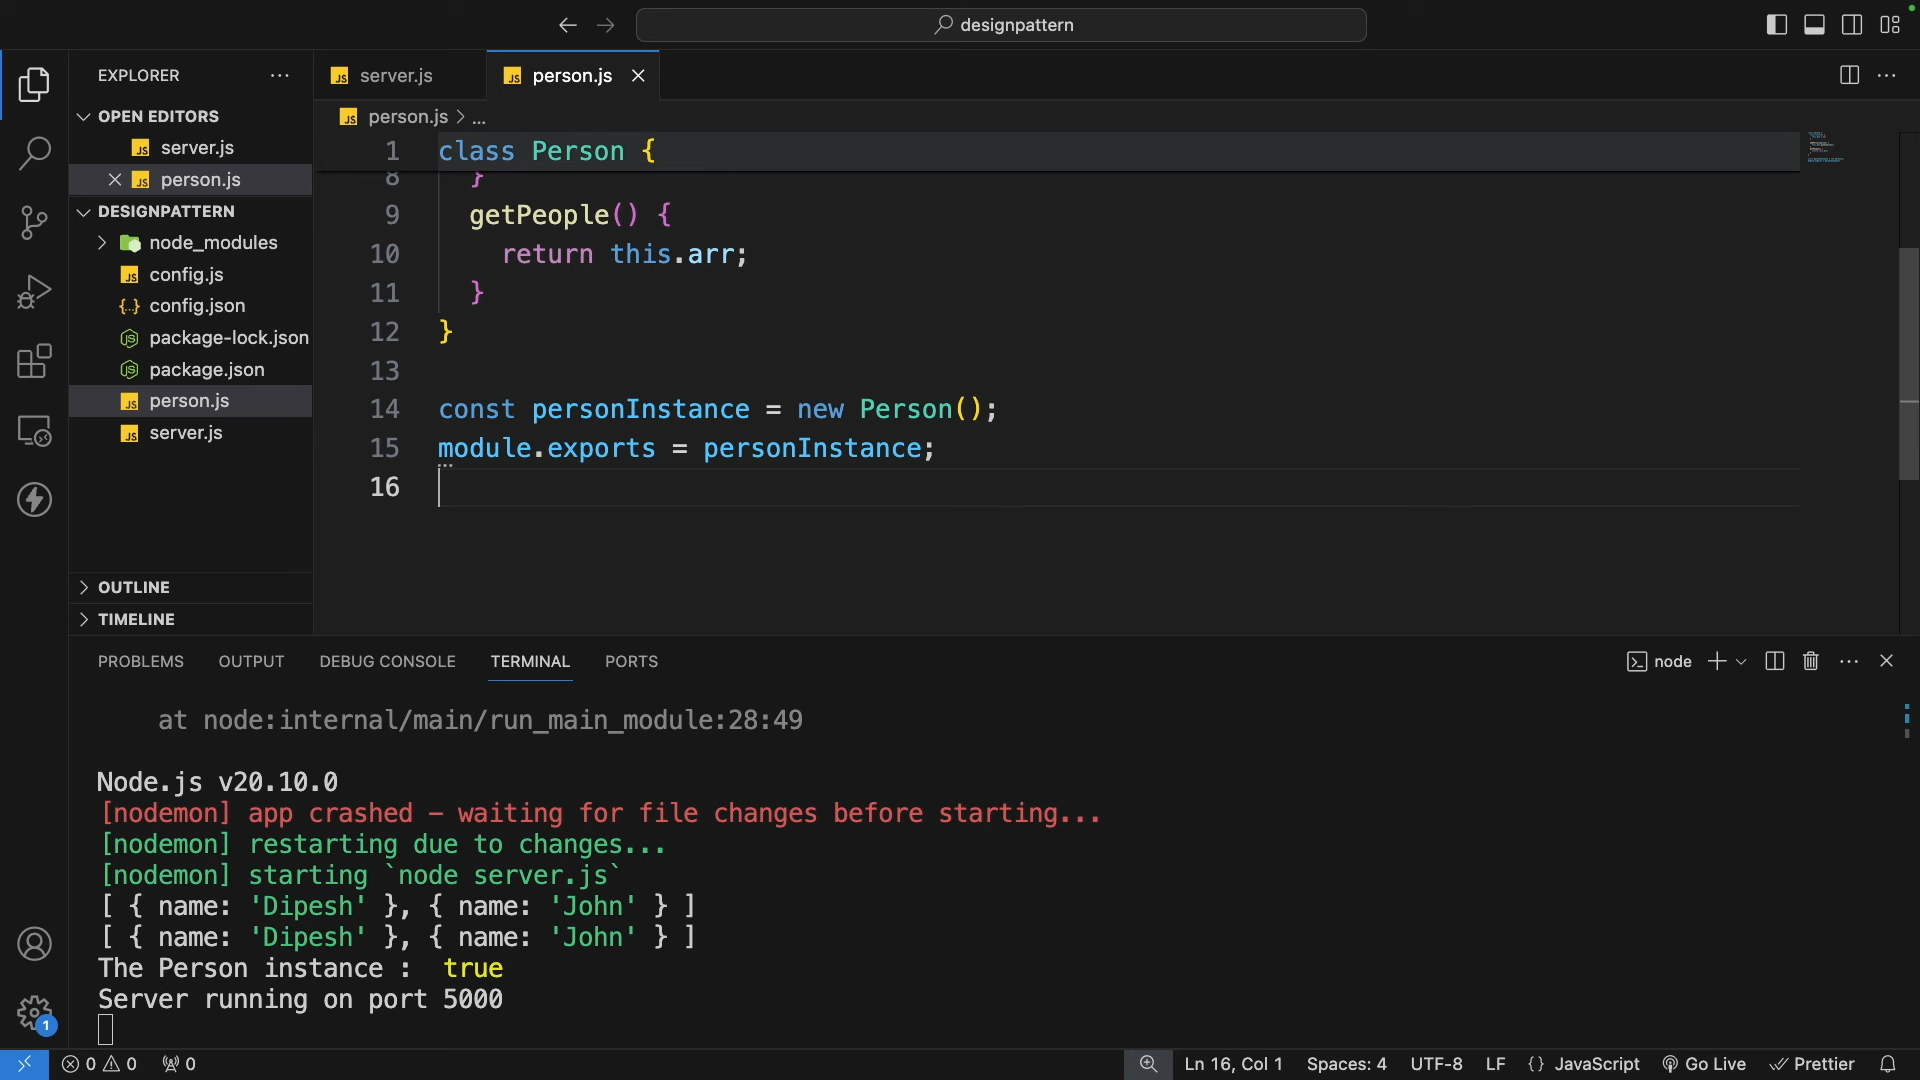 designpattern
EXPLORER
server.js
person.js
OPEN EDITORS
server.js
person.js
DESIGNPATTERN
node_modules
config.js
config.json
package-lock.json
package.json
person.js
server.js
OUTLINE
TIMELINE
person.js > ...
1 class Person {
8 }
9 getPeople() {
10 return this.arr;
11 }
12 }
13
14 const personInstance = new Person();
15 module.exports = personInstance;
16
PROBLEMS OUTPUT DEBUG CONSOLE TERMINAL PORTS
node
at node:internal/main/run_main_module:28:49
Node.js v20.10.0
[nodemon] app crashed – waiting for file changes before starting...
[nodemon] restarting due to changes...
[nodemon] starting `node server.js`
[ { name: 'Dipesh' }, { name: 'John' } ]
[ { name: 'Dipesh' }, { name: 'John' } ]
The Person instance :  true
Server running on port 5000
1
0 0 0
Ln 16, Col 1 Spaces: 4 UTF-8 LF {} JavaScript Go Live Prettier